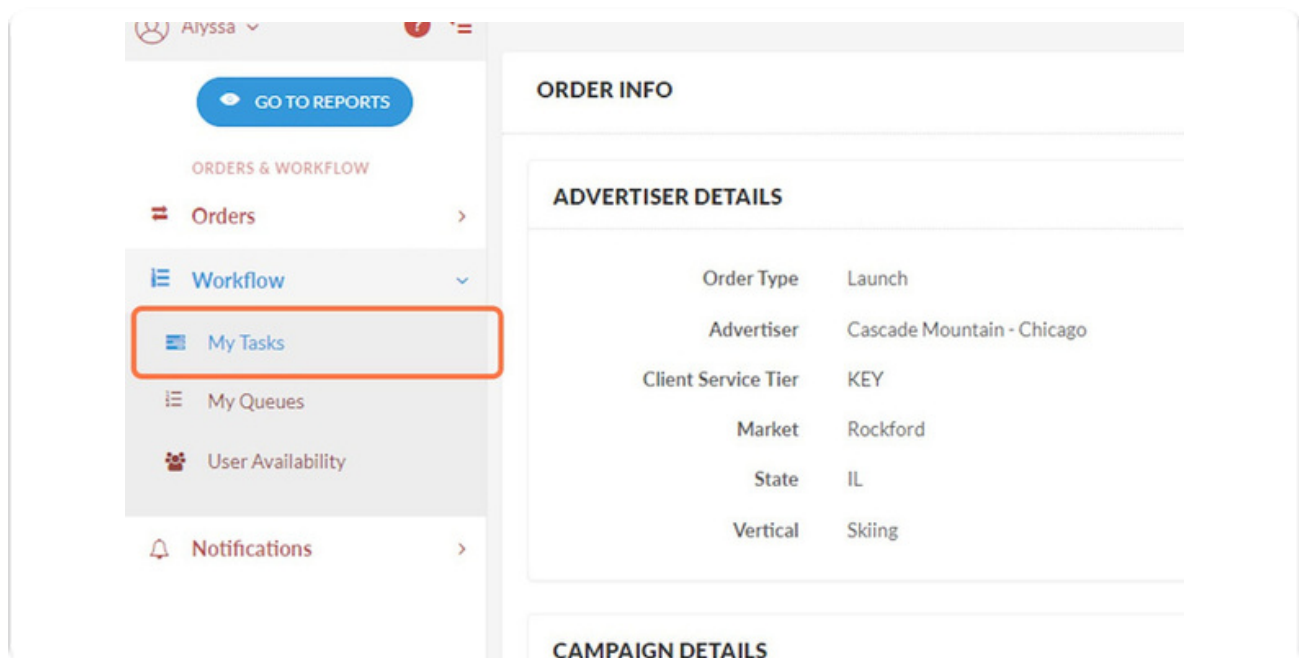 Alyssa
?
GO TO REPORTS
ORDERS & WORKFLOW
Orders
Workflow
My Tasks
My Queues
User Availability
Notifications
ORDER INFO
ADVERTISER DETAILS
Order Type Launch
Advertiser Cascade Mountain - Chicago
Client Service Tier KEY
Market Rockford
State IL
Vertical Skiing
CAMPAIGN DETAILS